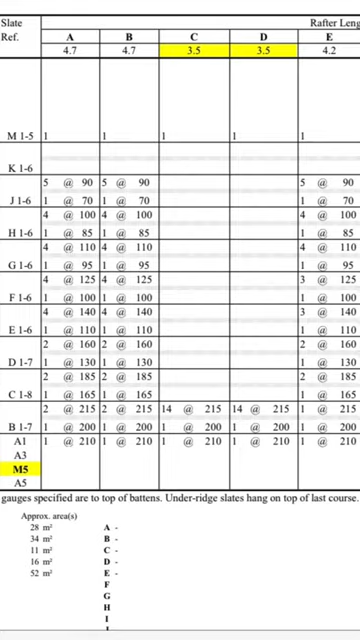 Slate Rafter Leng
Ref. A B C D E
4.7 4.7 3.5 3.5 4.2
M 1-5 1 1 1 1 1
K 1-6
5 @ 90 5 @ 90 5 @ 90
J 1-6 1 @ 70 1 @ 70 1 @ 70
4 @ 100 4 @ 100 4 @ 100
H 1-6 1 @ 85 1 @ 85 1 @ 85
4 @ 110 4 @ 110 4 @ 110
G 1-6 1 @ 95 1 @ 95 1 @ 95
4 @ 125 4 @ 125 3 @ 125
F 1-6 1 @ 100 1 @ 100 1 @ 100
4 @ 140 4 @ 140 3 @ 140
E 1-6 1 @ 110 1 @ 110 1 @ 110
2 @ 160 2 @ 160 2 @ 160
D 1-7 1 @ 130 1 @ 130 1 @ 130
2 @ 185 2 @ 185 2 @ 185
C 1-8 1 @ 165 1 @ 165 1 @ 165
2 @ 215 2 @ 215 14 @ 215 14 @ 215 1 @ 215
B 1-7 1 @ 200 1 @ 200 1 @ 200 1 @ 200 1 @ 200
A1 1 @ 210 1 @ 210 1 @ 210 1 @ 210 1 @ 210
A3
M5
A5
gauges specified are to top of battens. Under-ridge slates hang on top of last course.
Approx. area(s)
28 m² A -
34 m² B -
11 m² C -
16 m² D -
52 m² E -
F
G
H
I